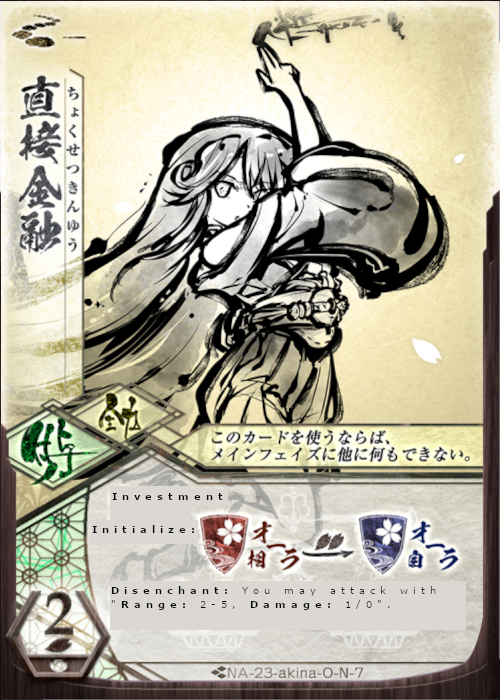 直接金融
ちょくせつきんゆう
全力
このカードを使うならば、
メインフェイズに他に何もできない。
Investment
Initialize:
オーラ
相
オーラ
自
Disenchant: You may attack with
"Range: 2-5, Damage: 1/0".
2
NA-23-akina-O-N-7